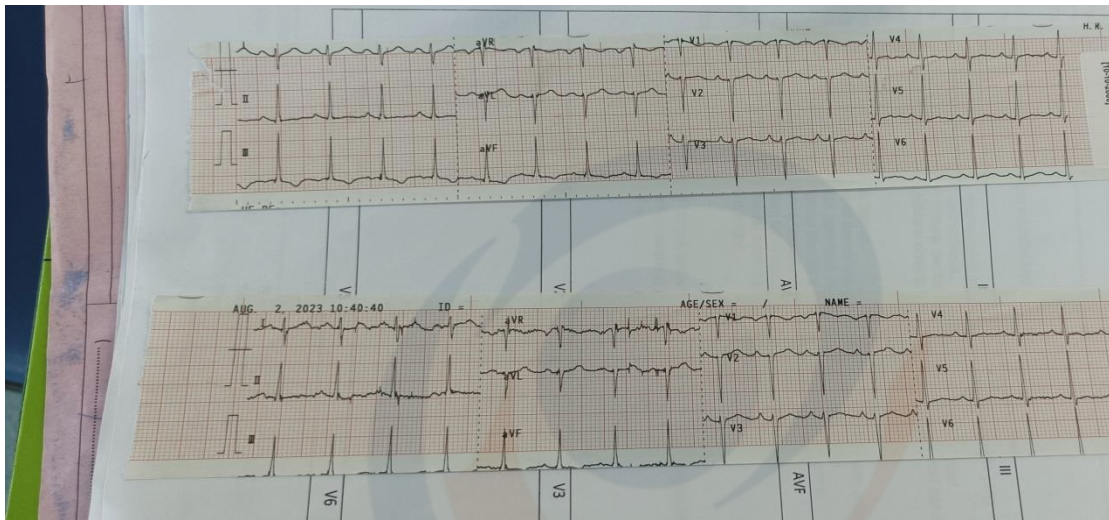 H. R.
aVR
V1
V4
II
aVL
V2
V5
III
aVF
V3
V6
AUG. 2, 2023 10:40:40 ID = AGE/SEX = / NAME =
I
aVR
V1
V4
II
aVL
V2
V5
III
aVF
V3
V6
V6
V3
AVF
III